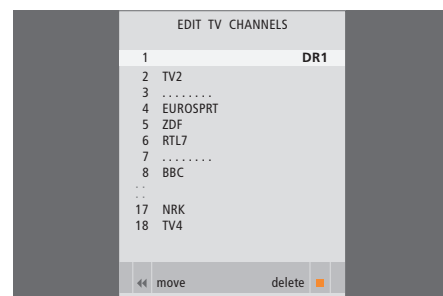 EDIT TV CHANNELS
1 DR1
2 TV2
3 ........
4 EUROSPRT
5 ZDF
6 RTL7
7 ........
8 BBC
. .
. .
17 NRK
18 TV4
move delete